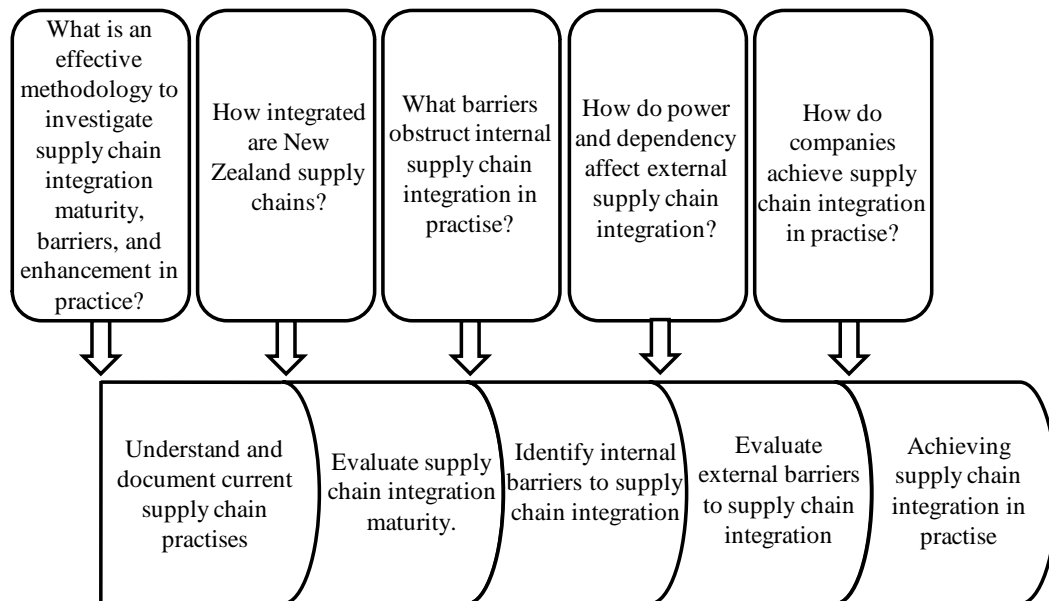 What is an
effective
methodology to
investigate
supply chain
integration
maturity,
barriers, and
enhancement in
practice?
How integrated
are New
Zealand supply
chains?
What barriers
obstruct internal
supply chain
integration in
practise?
How do power
and dependency
affect external
supply chain
integration?
How do
companies
achieve supply
chain integration
in practise?
Understand and
document current
supply chain
practises
Evaluate supply
chain integration
maturity.
Identify internal
barriers to supply
chain integration
Evaluate
external barriers
to supply chain
integration
Achieving
supply chain
integration in
practise